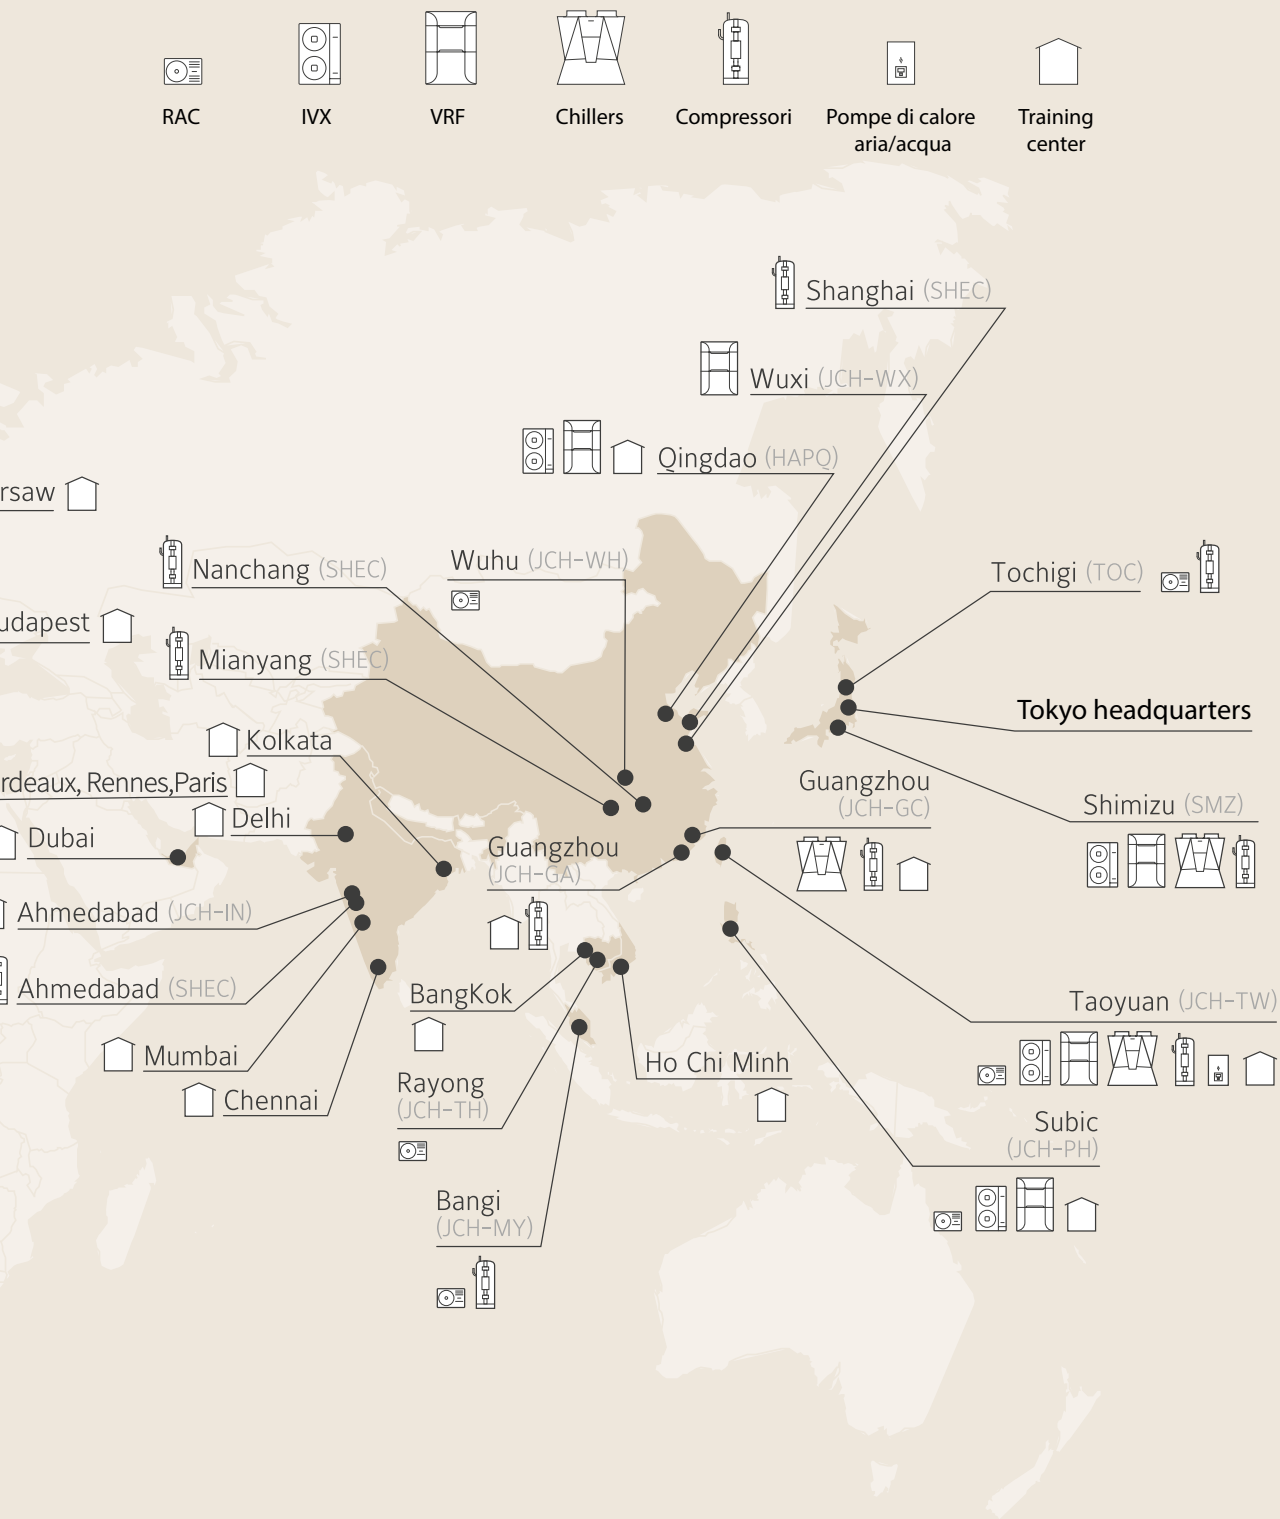 RAC
IVX
VRF
Chillers
Compressori
Pompe di calore
aria/acqua
Training
center
Shanghai (SHEC)
Wuxi (JCH-WX)
Qingdao (HAPQ)
rsaw
Nanchang (SHEC)
Wuhu (JCH-WH)
Tochigi (TOC)
udapest
Mianyang (SHEC)
Tokyo headquarters
Kolkata
rdeaux, Rennes,Paris
Guangzhou
(JCH-GC)
Shimizu (SMZ)
Delhi
Dubai
Guangzhou
(JCH-GA)
Ahmedabad (JCH-IN)
Ahmedabad (SHEC)
BangKok
Taoyuan (JCH-TW)
Mumbai
Ho Chi Minh
Rayong
(JCH-TH)
Chennai
Subic
(JCH-PH)
Bangi
(JCH-MY)